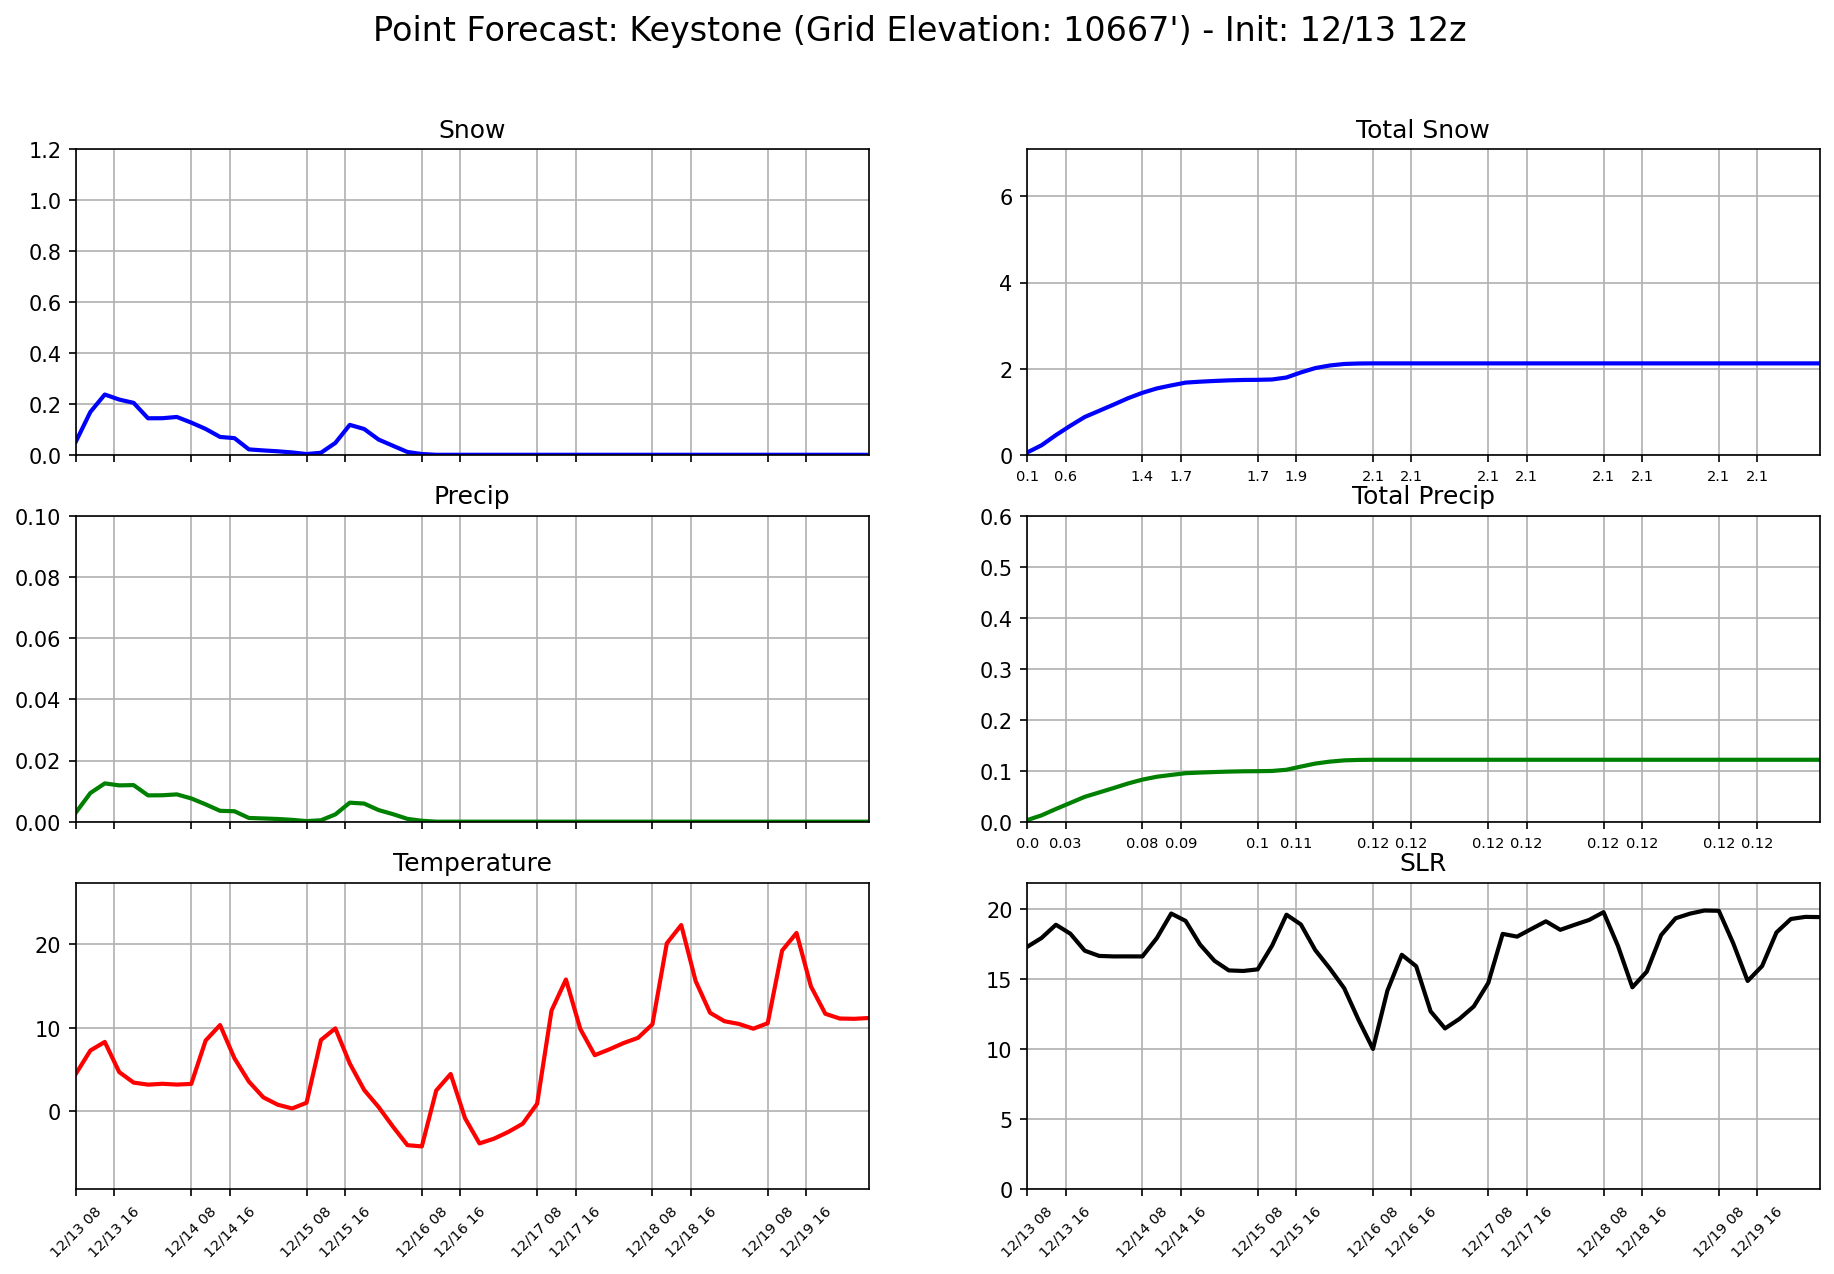 Point Forecast: Keystone (Grid Elevation: 10667') - Init: 12/13 12z
Snow
1.2
1.0
0.8
0.6
0.4
0.2
0.0
Total Snow
6
4
2
0
0.1 0.6 1.4 1.7 1.7 1.9 2.1 2.1 2.1 2.1 2.1 2.1 2.1 2.1
Precip
0.10
0.08
0.06
0.04
0.02
0.00
Total Precip
0.6
0.5
0.4
0.3
0.2
0.1
0.0
0.0 0.03 0.08 0.09 0.1 0.11 0.12 0.12 0.12 0.12 0.12 0.12 0.12 0.12
Temperature
20
10
0
12/13 08 12/13 16 12/14 08 12/14 16 12/15 08 12/15 16 12/16 08 12/16 16 12/17 08 12/17 16 12/18 08 12/18 16 12/19 08 12/19 16
SLR
20
15
10
5
0
12/13 08 12/13 16 12/14 08 12/14 16 12/15 08 12/15 16 12/16 08 12/16 16 12/17 08 12/17 16 12/18 08 12/18 16 12/19 08 12/19 16